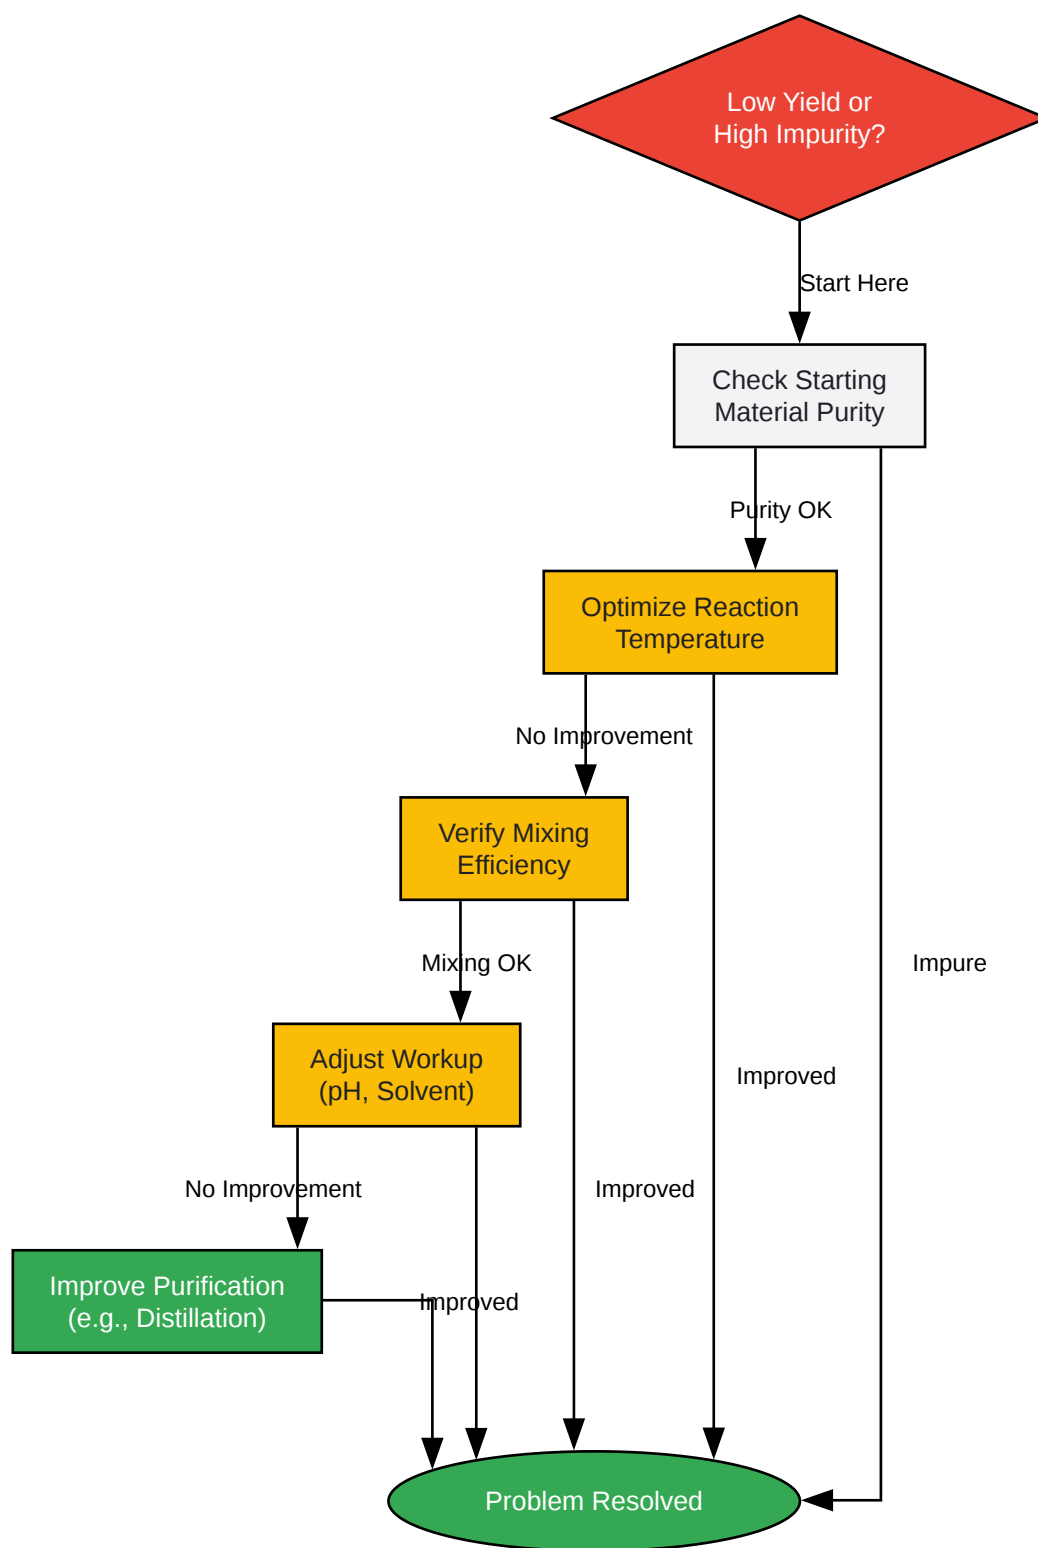 Low Yield or
High Impurity?
Start Here
Check Starting
Material Purity
Purity OK
Optimize Reaction
Temperature
No Improvement
Verify Mixing
Efficiency
Mixing OK
Impure
Adjust Workup
(pH, Solvent)
Improved
No Improvement
Improved
Improve Purification
(e.g., Distillation)
Improved
Problem Resolved